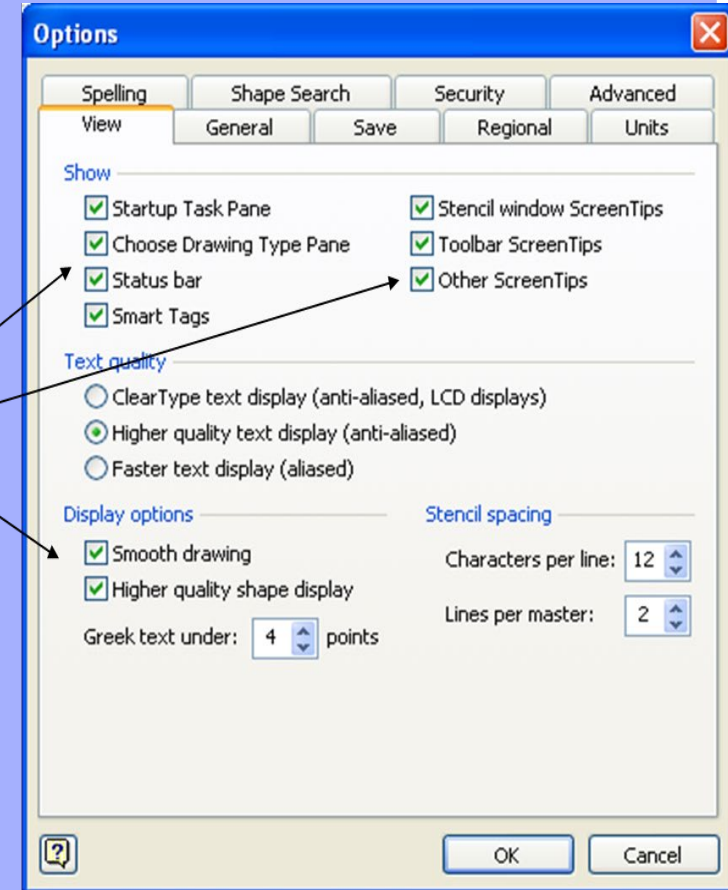 Options
Spelling Shape Search Security Advanced
View General Save Regional Units
Show
Startup Task Pane Stencil window ScreenTips
Choose Drawing Type Pane Toolbar ScreenTips
Status bar Other ScreenTips
Smart Tags
Text quality
ClearType text display (anti-aliased, LCD displays)
Higher quality text display (anti-aliased)
Faster text display (aliased)
Display options Stencil spacing
Smooth drawing Characters per line: 12
Higher quality shape display
Lines per master: 2
Greek text under: 4 points
? OK Cancel